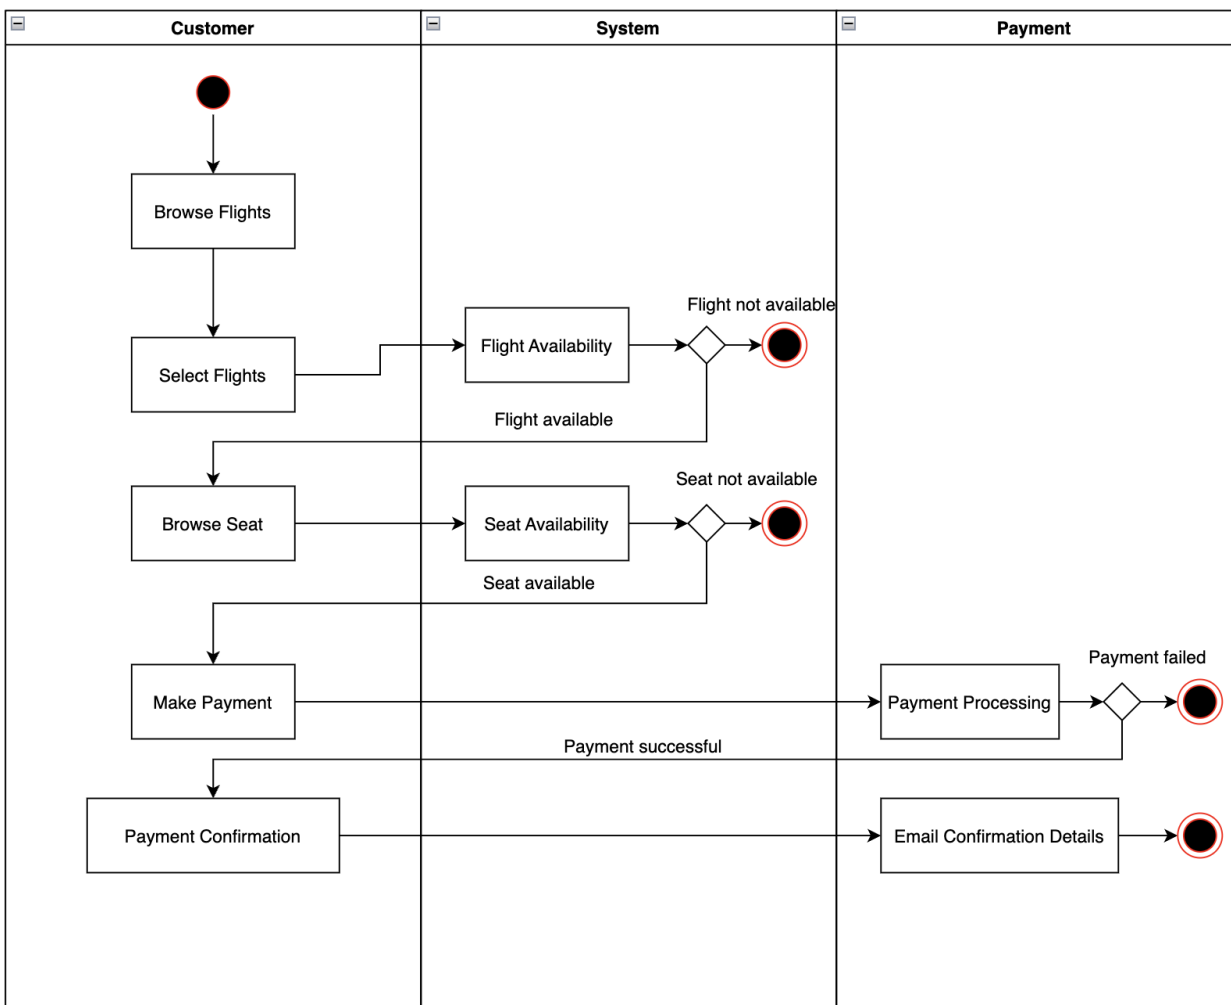 Customer
System
Payment
Browse Flights
Flight not available
Flight Availability
Select Flights
Flight available
Seat not available
Browse Seat
Seat Availability
Seat available
Payment failed
Make Payment
Payment Processing
Payment successful
Payment Confirmation
Email Confirmation Details